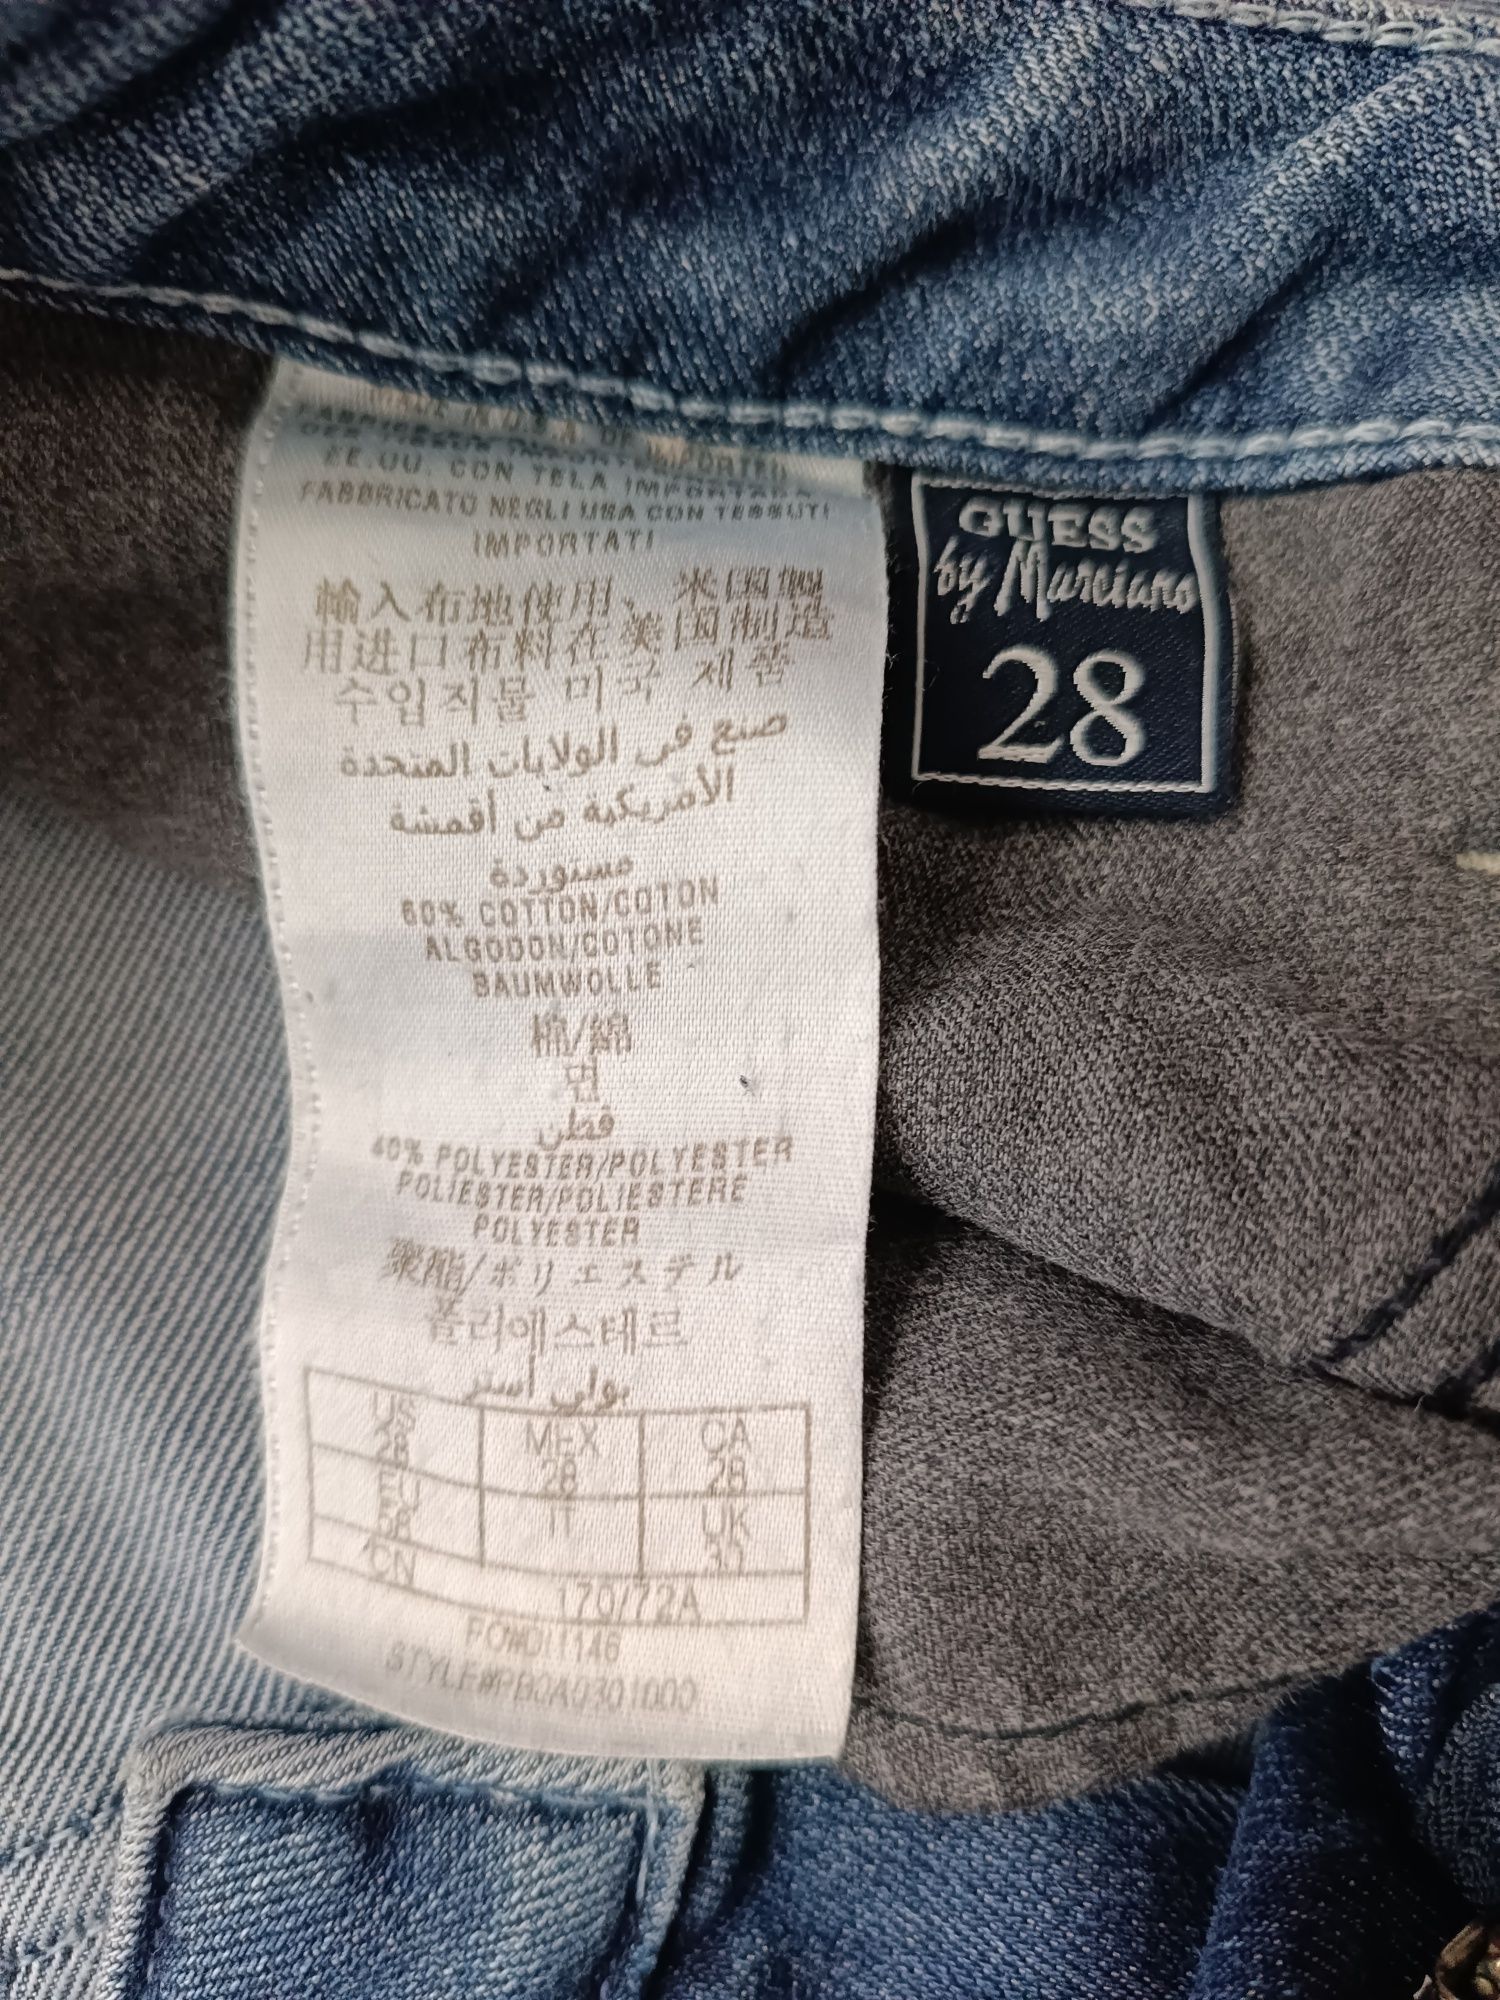 EE.UU. CON TELA IMPORTADA
FABBRICATO NEGLI USA CON TESSUTI
IMPORTATI
輸入布地使用、米国製
用进口布料在美国制造
수입직물 미국 제품
صنع في الولايات المتحدة
الأمريكية من أقمشة
مستوردة
60% COTTON/COTON
ALGODON/COTONE
BAUMWOLLE
棉/綿
면
قطن
40% POLYESTER/POLYESTER
POLIESTER/POLIESTERE
POLYESTER
聚酯/ポリエステル
폴리에스테르
بولي أستر
US MEX CA
28 28 28
EU IT UK
38 30
CN 170/72A
STYLE#PBCA0301000
GUESS
by Marciano
28